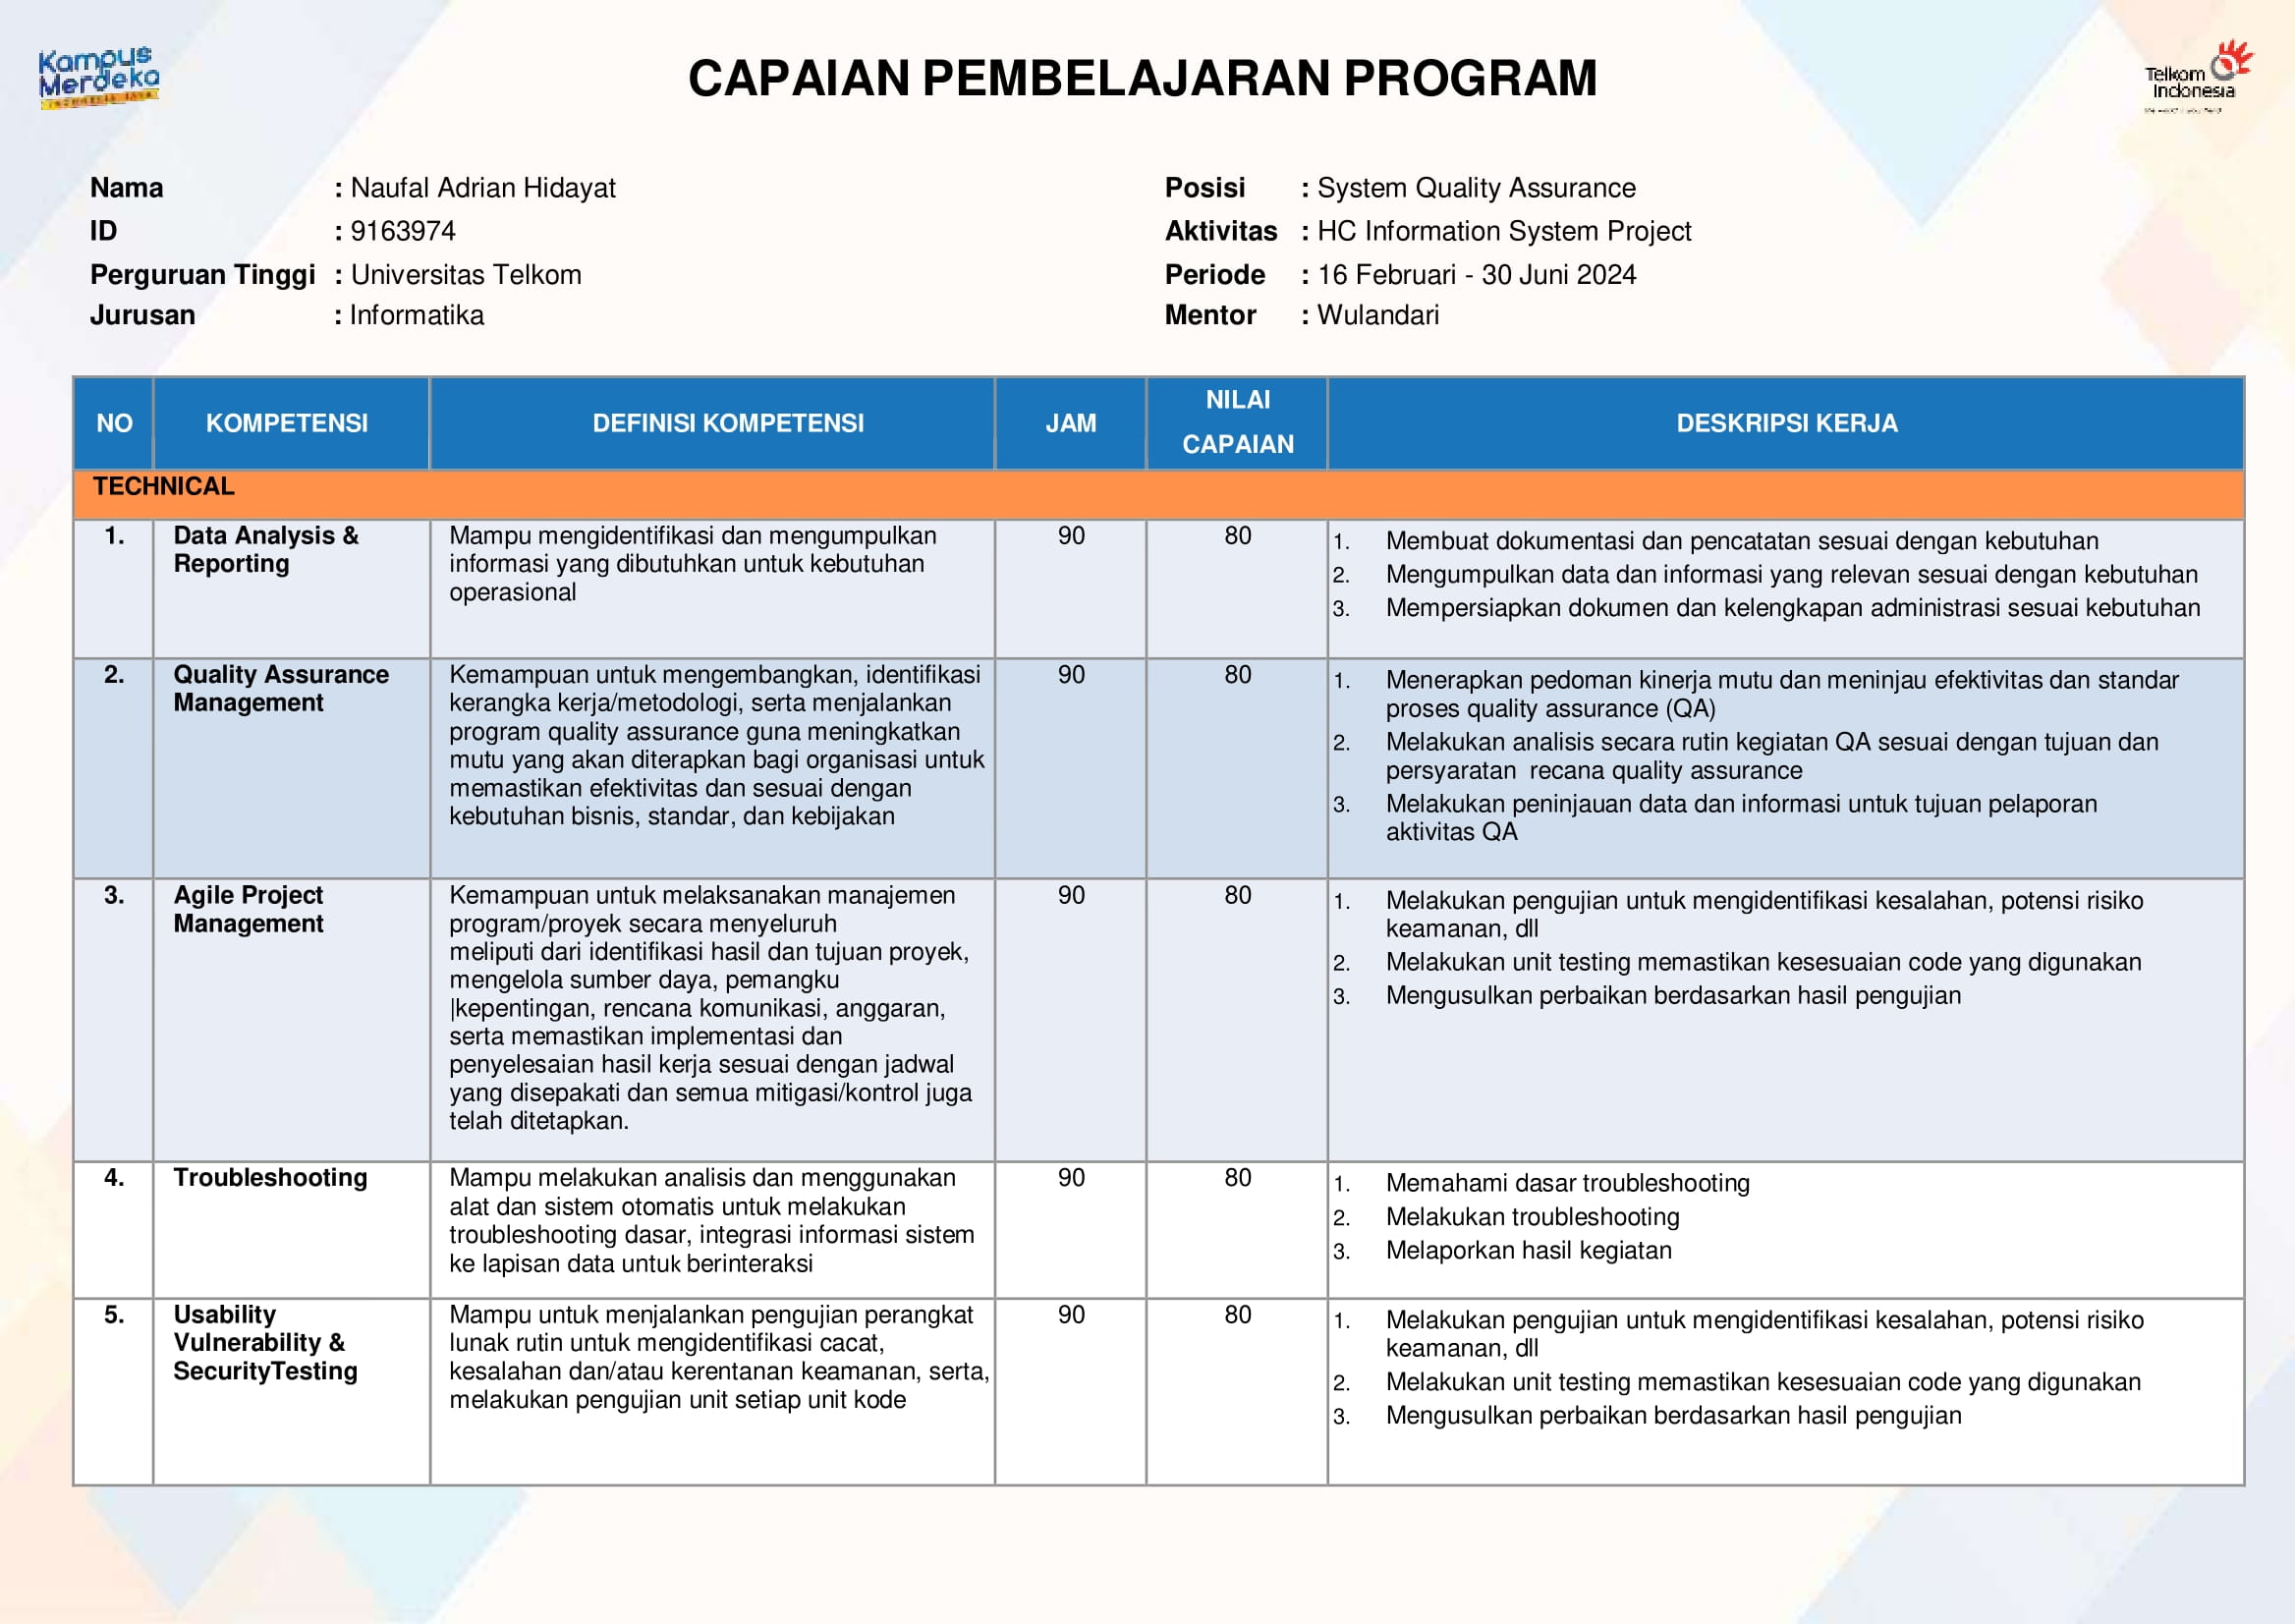 Kampus
Merdeka
INDONESIA JAYA
CAPAIAN PEMBELAJARAN PROGRAM
Telkom
Indonesia
Nama : Naufal Adrian Hidayat
ID : 9163974
Perguruan Tinggi : Universitas Telkom
Jurusan : Informatika
Posisi : System Quality Assurance
Aktivitas : HC Information System Project
Periode : 16 Februari - 30 Juni 2024
Mentor : Wulandari
NO KOMPETENSI DEFINISI KOMPETENSI JAM NILAI CAPAIAN DESKRIPSI KERJA
TECHNICAL
1.
Data Analysis &
Reporting
Mampu mengidentifikasi dan mengumpulkan
informasi yang dibutuhkan untuk kebutuhan
operasional
90
80
1. Membuat dokumentasi dan pencatatan sesuai dengan kebutuhan
2. Mengumpulkan data dan informasi yang relevan sesuai dengan kebutuhan
3. Mempersiapkan dokumen dan kelengkapan administrasi sesuai kebutuhan
2.
Quality Assurance
Management
Kemampuan untuk mengembangkan, identifikasi
kerangka kerja/metodologi, serta menjalankan
program quality assurance guna meningkatkan
mutu yang akan diterapkan bagi organisasi untuk
memastikan efektivitas dan sesuai dengan
kebutuhan bisnis, standar, dan kebijakan
90
80
1. Menerapkan pedoman kinerja mutu dan meninjau efektivitas dan standar
proses quality assurance (QA)
2. Melakukan analisis secara rutin kegiatan QA sesuai dengan tujuan dan
persyaratan recana quality assurance
3. Melakukan peninjauan data dan informasi untuk tujuan pelaporan
aktivitas QA
3.
Agile Project
Management
Kemampuan untuk melaksanakan manajemen
program/proyek secara menyeluruh
meliputi dari identifikasi hasil dan tujuan proyek,
mengelola sumber daya, pemangku
|kepentingan, rencana komunikasi, anggaran,
serta memastikan implementasi dan
penyelesaian hasil kerja sesuai dengan jadwal
yang disepakati dan semua mitigasi/kontrol juga
telah ditetapkan.
90
80
1. Melakukan pengujian untuk mengidentifikasi kesalahan, potensi risiko
keamanan, dll
2. Melakukan unit testing memastikan kesesuaian code yang digunakan
3. Mengusulkan perbaikan berdasarkan hasil pengujian
4.
Troubleshooting
Mampu melakukan analisis dan menggunakan
alat dan sistem otomatis untuk melakukan
troubleshooting dasar, integrasi informasi sistem
ke lapisan data untuk berinteraksi
90
80
1. Memahami dasar troubleshooting
2. Melakukan troubleshooting
3. Melaporkan hasil kegiatan
5.
Usability
Vulnerability &
SecurityTesting
Mampu untuk menjalankan pengujian perangkat
lunak rutin untuk mengidentifikasi cacat,
kesalahan dan/atau kerentanan keamanan, serta,
melakukan pengujian unit setiap unit kode
90
80
1. Melakukan pengujian untuk mengidentifikasi kesalahan, potensi risiko
keamanan, dll
2. Melakukan unit testing memastikan kesesuaian code yang digunakan
3. Mengusulkan perbaikan berdasarkan hasil pengujian